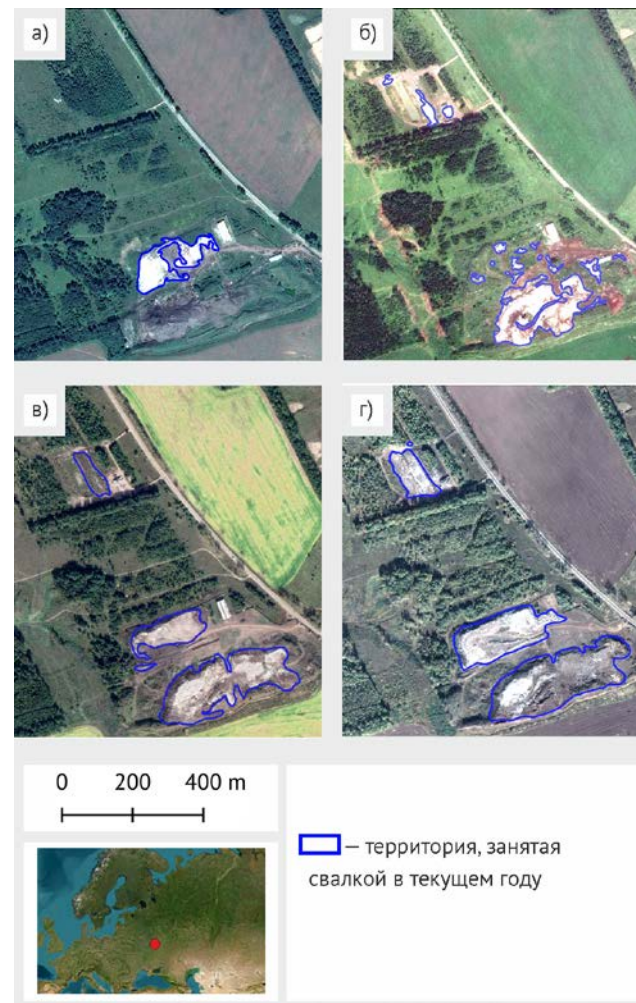 а)
б)
в)
г)
0 200 400 m
— территория, занятая
свалкой в текущем году